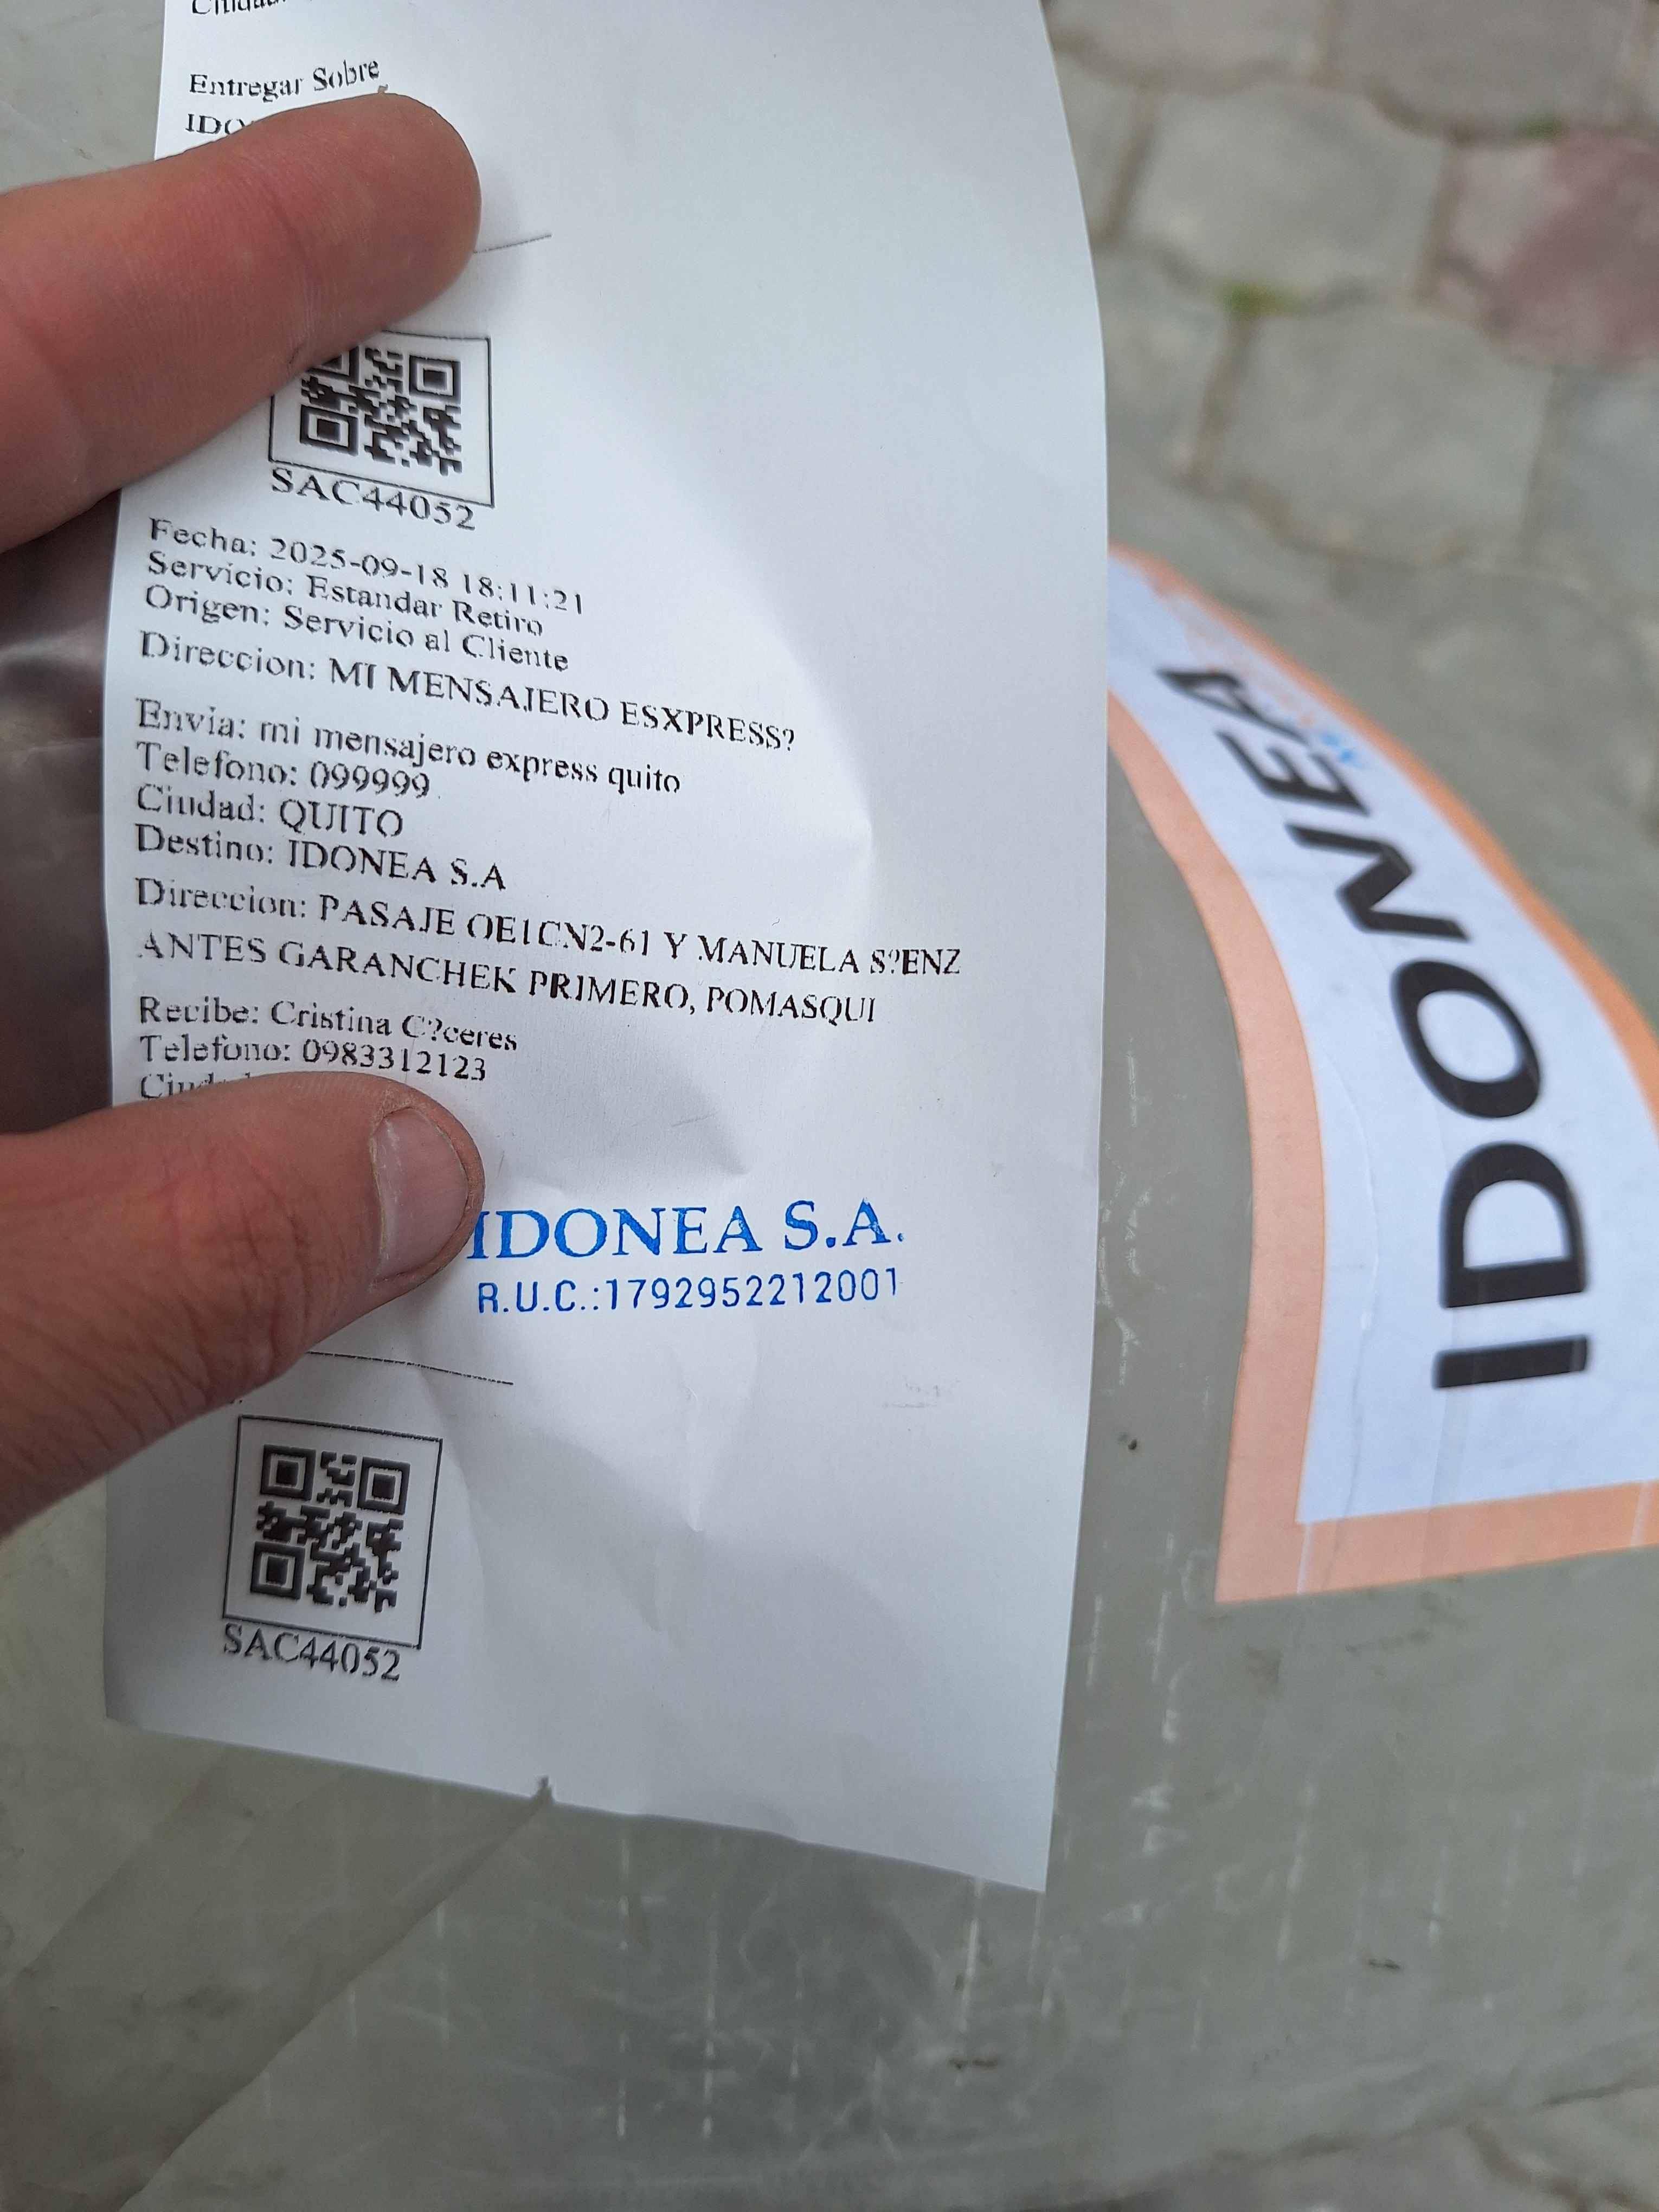 Entregar Sobre
SAC44052
Fecha: 2025-09-18 18:11:21
Servicio: Estandar Retiro
Origen: Servicio al Cliente
Direccion: MI MENSAJERO ESXPRESS?
Envia: mi mensajero express quito
Telefono: 099999
Ciudad: QUITO
Destino: IDONEA S.A
Direccion: PASAJE OE1CN2-61 Y MANUELA S?ENZ
ANTES GARANCHEK PRIMERO, POMASQUI
Recibe: Cristina C?ceres
Telefono: 0983312123
IDONEA S.A.
R.U.C.:1792952212001
SAC44052
IDONEA